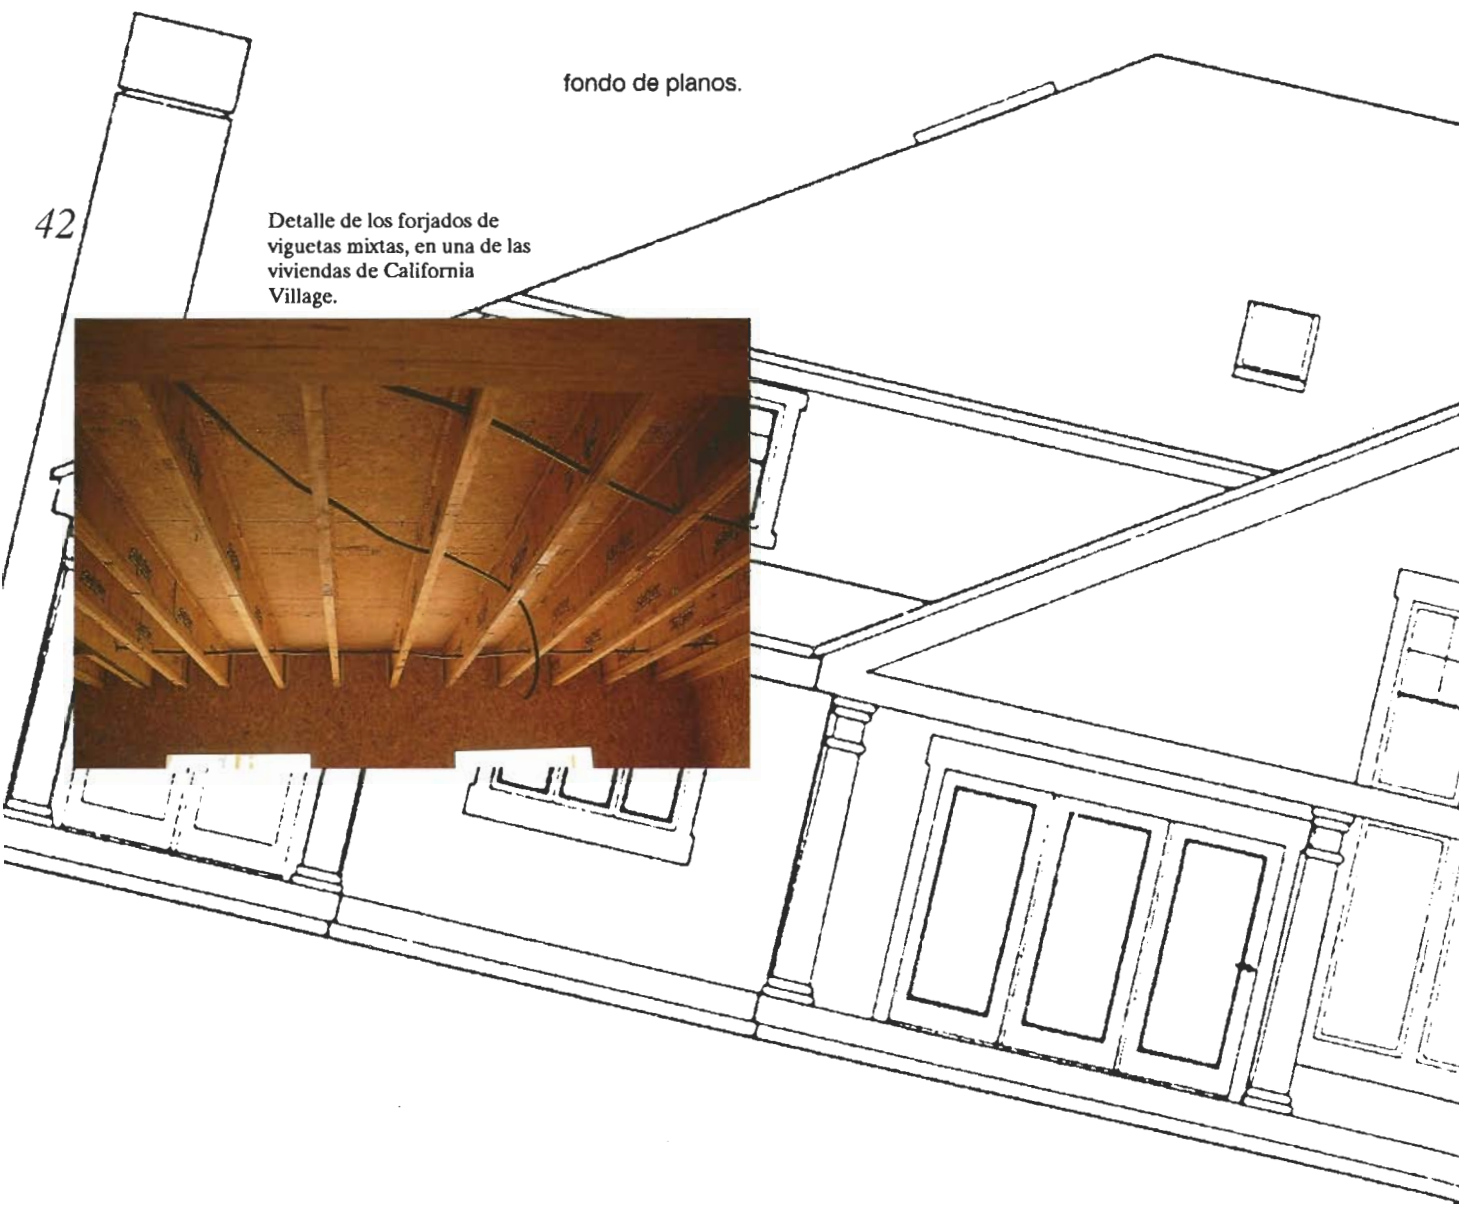 fondo de planos.
42
Detalle de los forjados de
viguetas mixtas, en una de las
viviendas de California
Village.